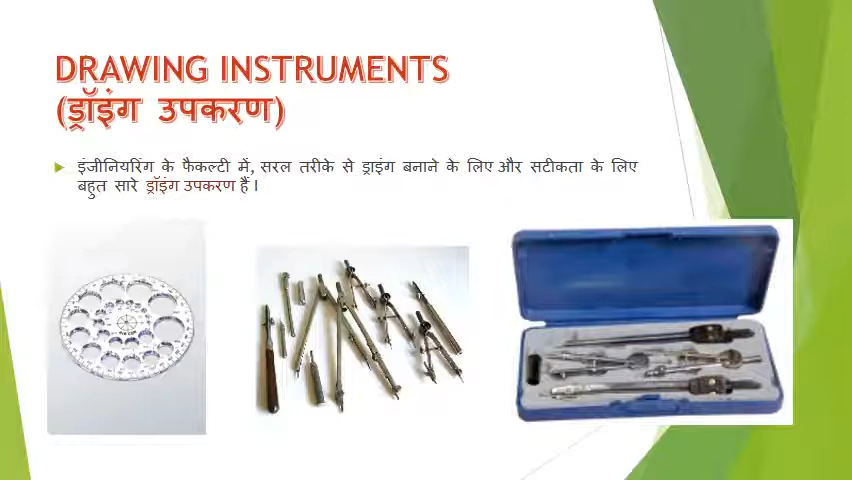 DRAWING INSTRUMENTS
(ड्रॉइंग उपकरण)
इंजीनियरिंग के फैकल्टी में, सरल तरीके से ड्राइंग बनाने के लिए और सटीकता के लिए
बहुत सारे ड्रॉइंग उपकरण हैं ।